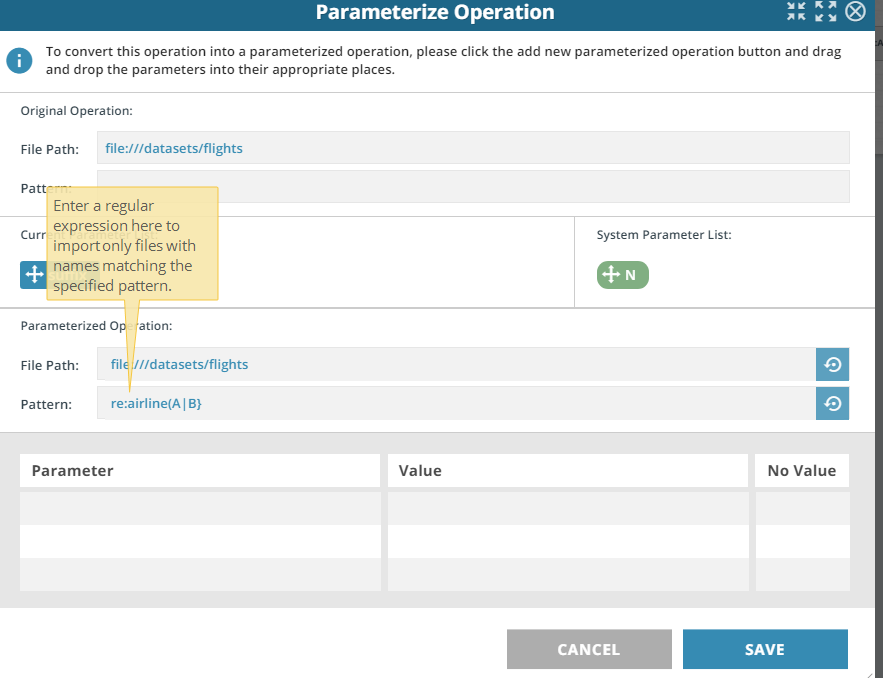 Parameterize Operation
To convert this operation into a parameterized operation, please click the add new parameterized operation button and drag
and drop the parameters into their appropriate places.
Original Operation:
File Path:
file:///datasets/flights
Pattern:
Enter a regular
expression here to
import only files with
names matching the
specified pattern.
Current Parameter List:
System Parameter List:
N
Parameterized Operation:
File Path:
file:///datasets/flights
Pattern:
re:airline(A|B}
Parameter
Value
No Value
CANCEL
SAVE